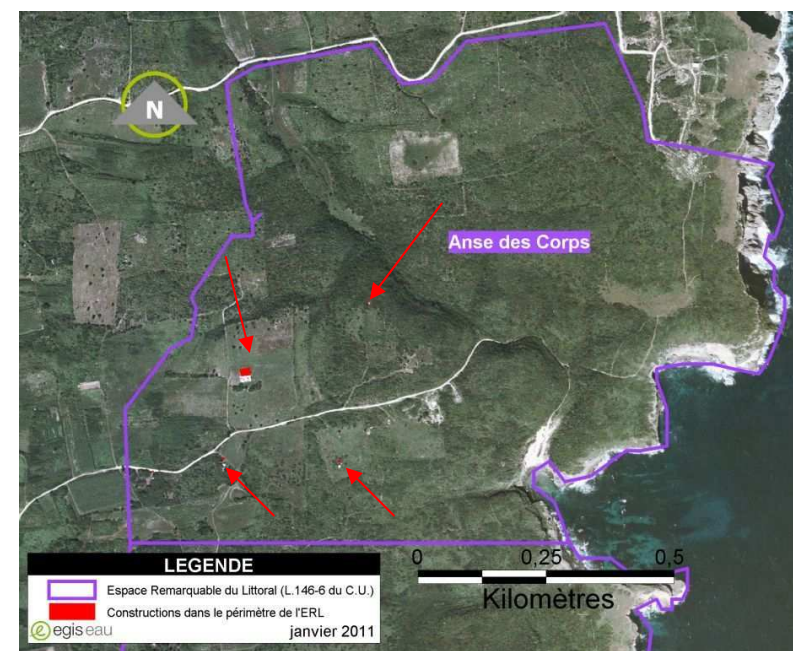 N
Anse des Corps
0 0,25 0,5
Kilomètres
LEGENDE
Espace Remarquable du Littoral (L.146-6 du C.U.)
Constructions dans le périmètre de l'ERL
egis eau janvier 2011